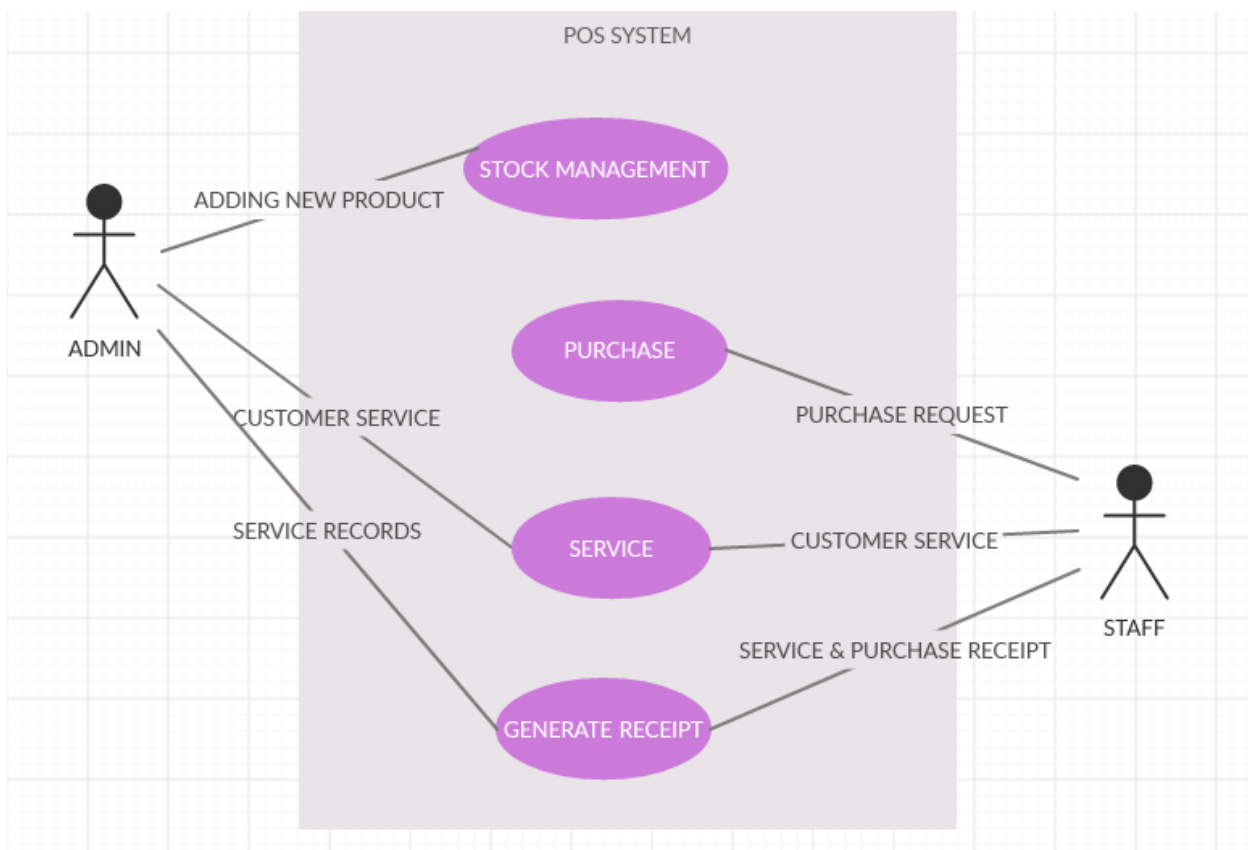 POS SYSTEM
STOCK MANAGEMENT
ADDING NEW PRODUCT
ADMIN
PURCHASE
CUSTOMER SERVICE
PURCHASE REQUEST
SERVICE RECORDS
SERVICE
CUSTOMER SERVICE
STAFF
SERVICE & PURCHASE RECEIPT
GENERATE RECEIPT